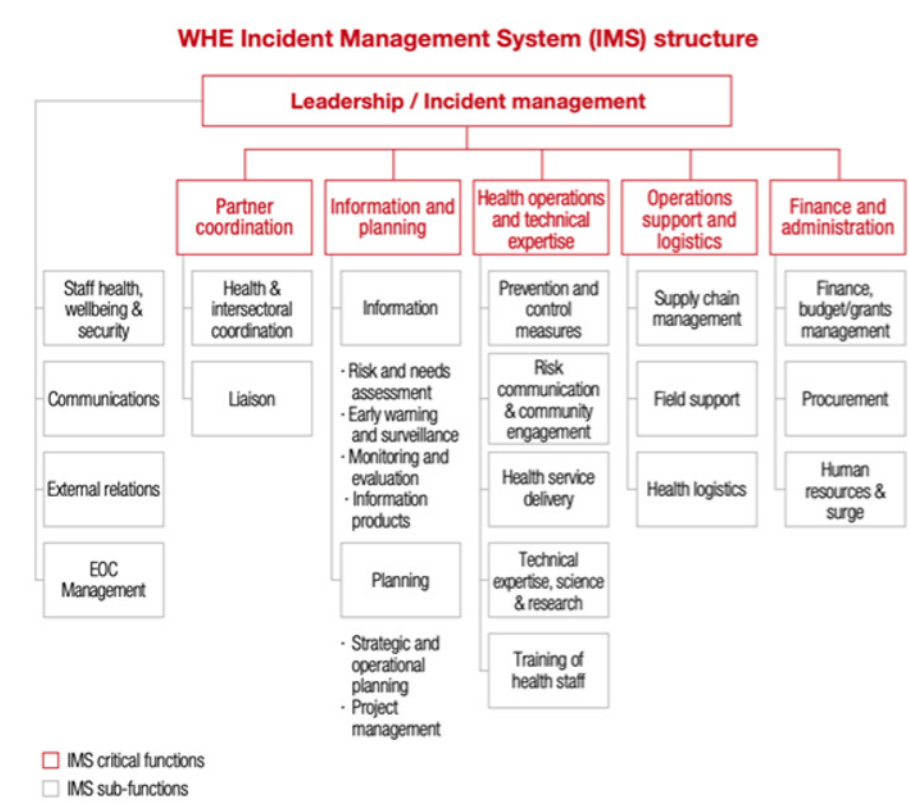 WHE Incident Management System (IMS) structure
Leadership / Incident management
Partner
coordination
Information and
planning
Health operations
and technical
expertise
Operations
support and
logistics
Finance and
administration
Staff health,
wellbeing &
security
Communications
External relations
EOC
Management
Health &
intersectoral
coordination
Liaison
Information
· Risk and needs
assessment
· Early warning
and surveillance
· Monitoring and
evaluation
· Information
products
Planning
· Strategic and
operational
planning
· Project
management
Prevention and
control
measures
Risk
communication
& community
engagement
Health service
delivery
Technical
expertise, science
& research
Training of
health staff
Supply chain
management
Field support
Health logistics
Finance,
budget/grants
management
Procurement
Human
resources &
surge
IMS critical functions
IMS sub-functions